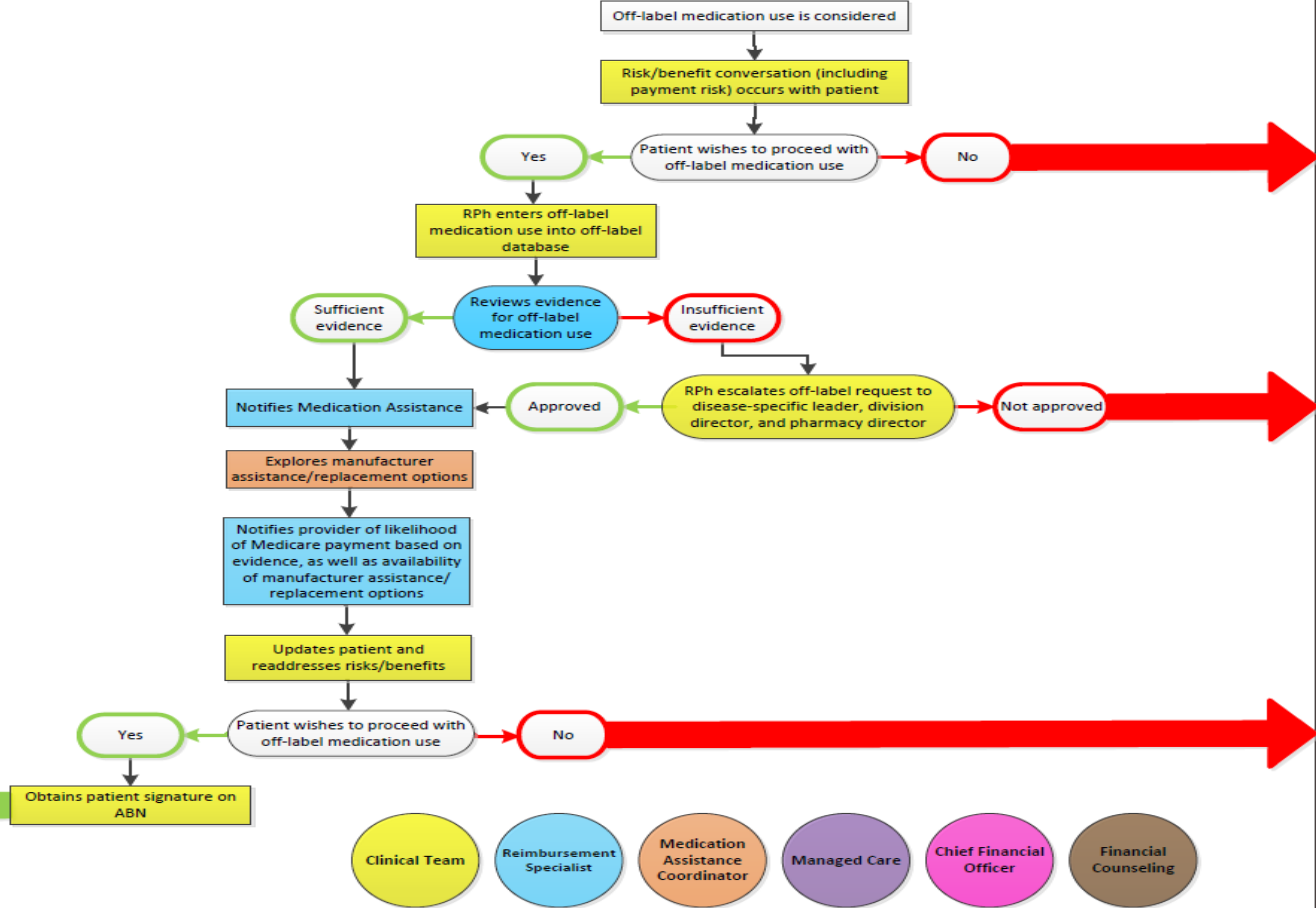 Off-label medication use is considered
Risk/benefit conversation (including
payment risk) occurs with patient
Yes
Patient wishes to proceed with
off-label medication use
No
RPh enters off-label
medication use into off-label
database
Sufficient
evidence
Reviews evidence
for off-label
medication use
Insufficient
evidence
Notifies Medication Assistance
Approved
RPh escalates off-label request to
disease-specific leader, division
director, and pharmacy director
Not approved
Explores manufacturer
assistance/replacement options
Notifies provider of likelihood
of Medicare payment based on
evidence, as well as availability
of manufacturer assistance/
replacement options
Updates patient and
readdresses risks/benefits
Yes
Patient wishes to proceed with
off-label medication use
No
Obtains patient signature on
ABN
Clinical Team
Reimbursement
Specialist
Medication
Assistance
Coordinator
Managed Care
Chief Financial
Officer
Financial
Counseling